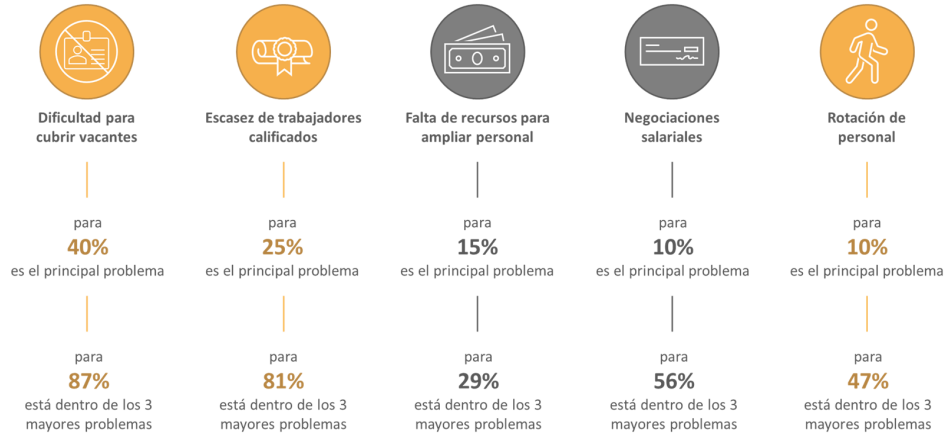 Dificultad para
cubrir vacantes
para
40%
es el principal problema
para
87%
está dentro de los 3
mayores problemas
Escasez de trabajadores
calificados
para
25%
es el principal problema
para
81%
está dentro de los 3
mayores problemas
Falta de recursos para
ampliar personal
para
15%
es el principal problema
para
29%
está dentro de los 3
mayores problemas
Negociaciones
salariales
para
10%
es el principal problema
para
56%
está dentro de los 3
mayores problemas
Rotación de
personal
para
10%
es el principal problema
para
47%
está dentro de los 3
mayores problemas